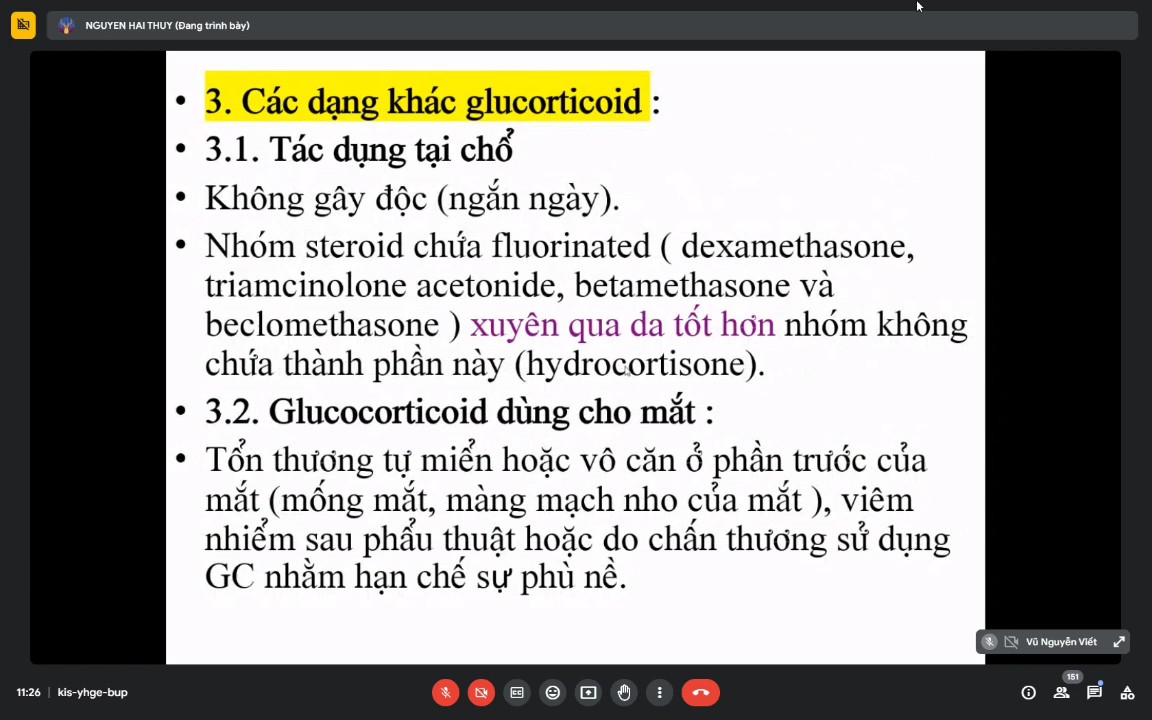 NGUYEN HAI THUY (Đang trình bày)
• 3. Các dạng khác glucorticoid :
• 3.1. Tác dụng tại chổ
• Không gây độc (ngắn ngày).
• Nhóm steroid chứa fluorinated ( dexamethasone,
triamcinolone acetonide, betamethasone và
beclomethasone ) xuyên qua da tốt hơn nhóm không
chứa thành phần này (hydrocortisone).
• 3.2. Glucocorticoid dùng cho mắt :
• Tổn thương tự miển hoặc vô căn ở phần trước của
mắt (mống mắt, màng mạch nho của mắt ), viêm
nhiểm sau phẩu thuật hoặc do chấn thương sử dụng
GC nhằm hạn chế sự phù nề.
Vũ Nguyễn Viết
11:26 | kis-yhge-bup
151